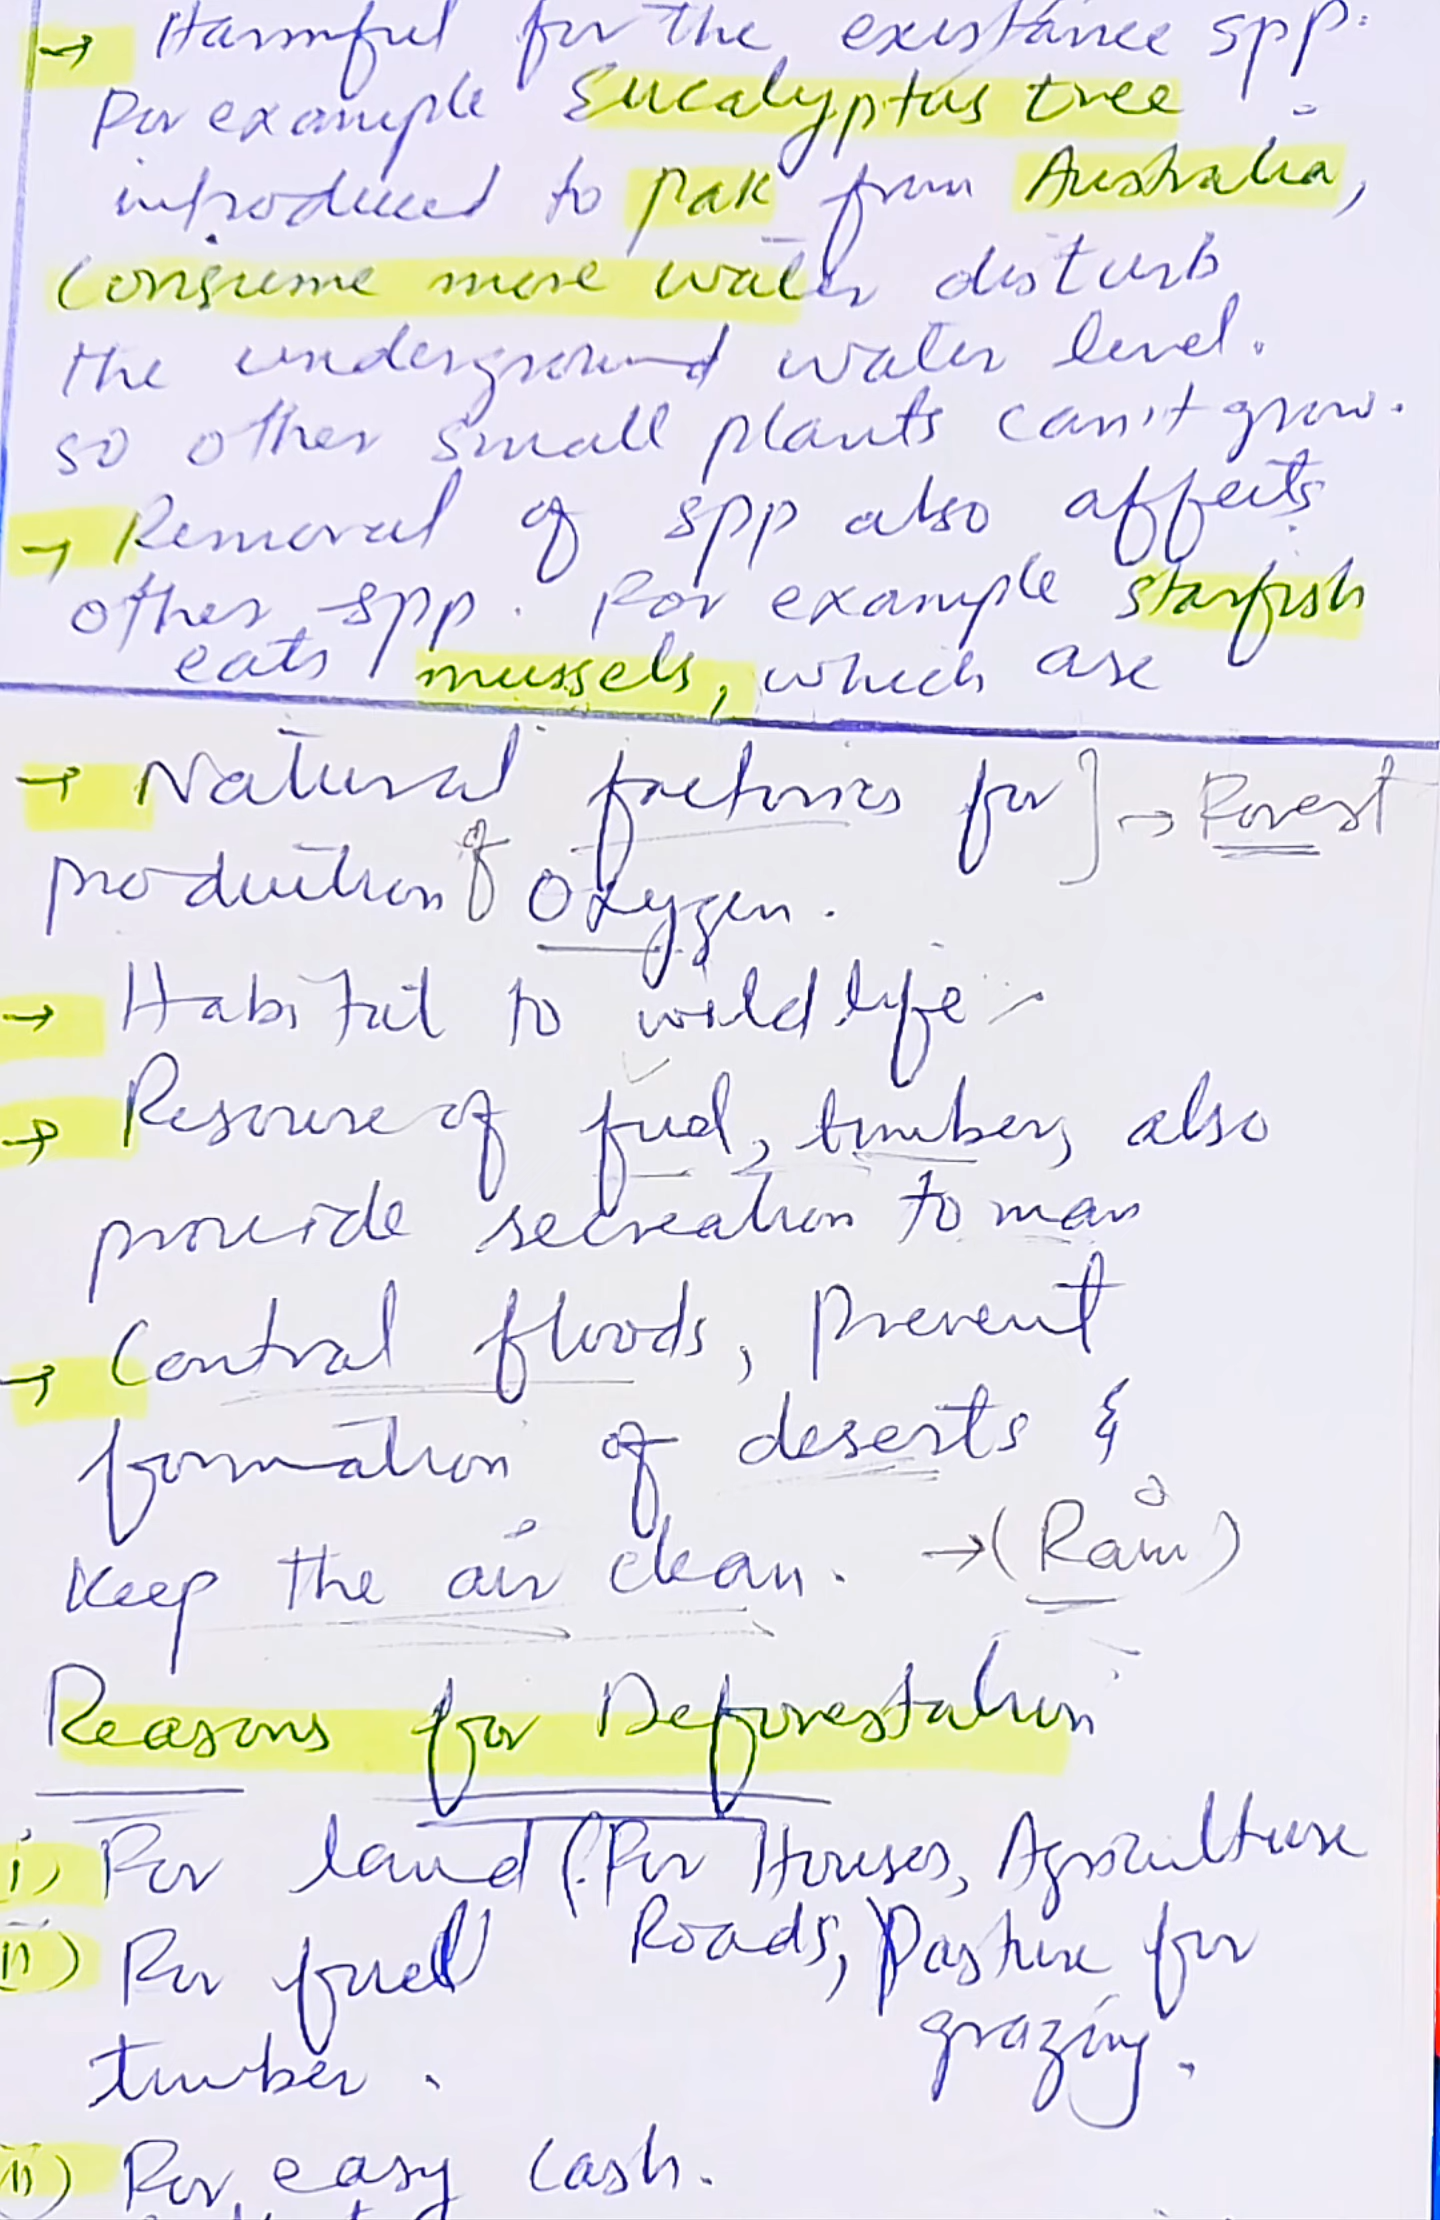 → Harmful for the existance spp.
For example Eucalyptus tree
introduced to Pak from Australia,
consume more water disturb
the underground water level.
so other small plants can't grow.
→ Removal of spp also affects
other spp. For example starfish
eats mussels, which are
→ Natural factories for ] → Forest
production of Oxygen.
→ Habitat to wild life
→ Resourse of fuel, timber, also
provide recreation to man
→ Control floods, prevent
formation of deserts &
Keep the air clean. → (Rain)
Reasons for Deforestation
i) For land (For Houses, Agriculture
Roads, Pasture for
grazing.
ii) For fuel
timber.
iii) For easy cash.